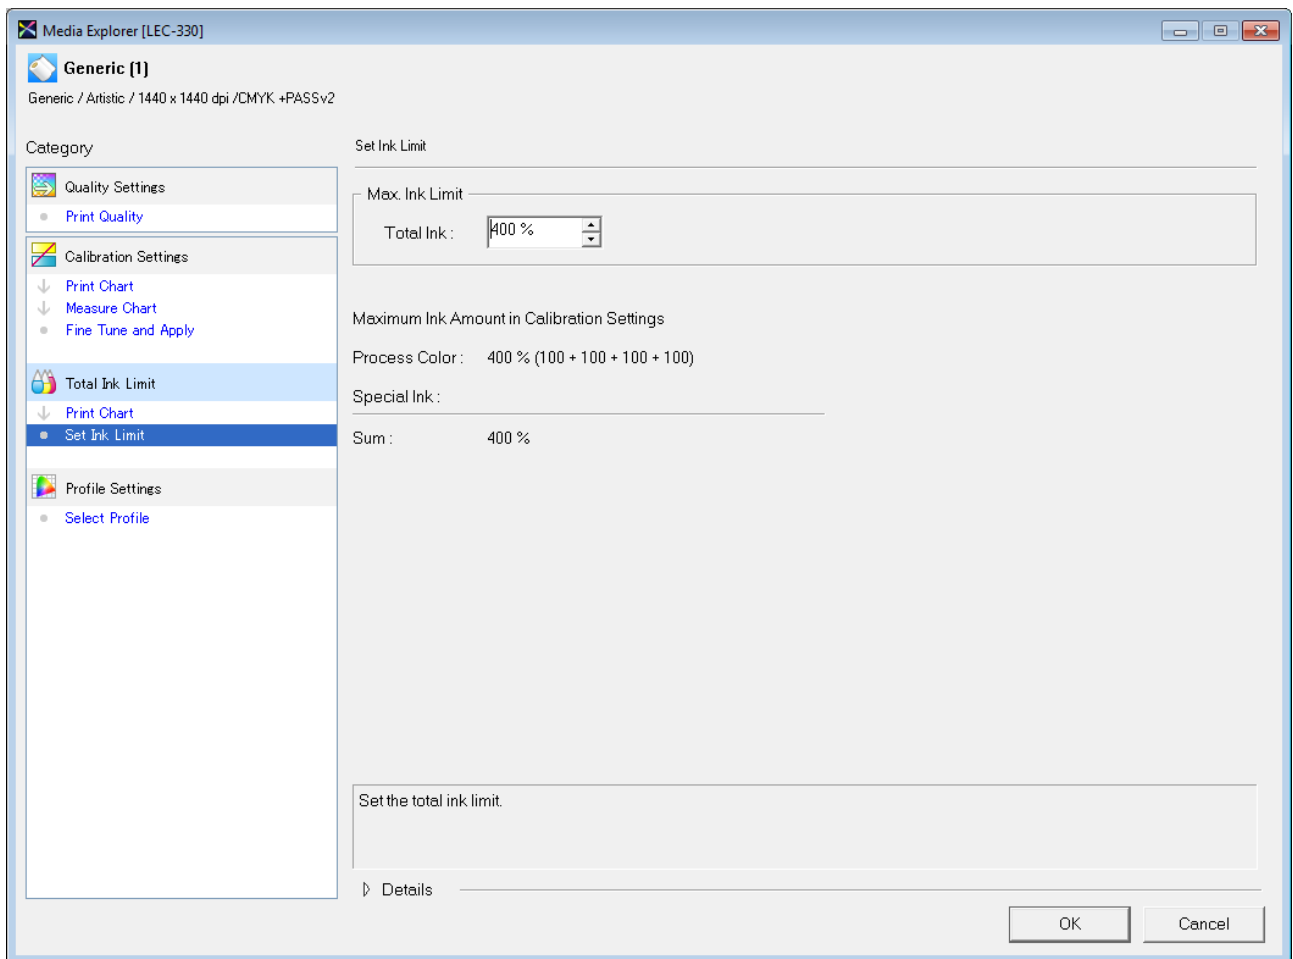 Media Explorer [LEC-330]
Generic (1)
Generic / Artistic / 1440 x 1440 dpi /CMYK +PASSv2
Category
Quality Settings
Print Quality
Calibration Settings
Print Chart
Measure Chart
Fine Tune and Apply
Total Ink Limit
Print Chart
Set Ink Limit
Profile Settings
Select Profile
Set Ink Limit
Max. Ink Limit
Total Ink : 400 %
Maximum Ink Amount in Calibration Settings
Process Color : 400 % (100 + 100 + 100 + 100)
Special Ink :
Sum : 400 %
Set the total ink limit.
Details
OK Cancel